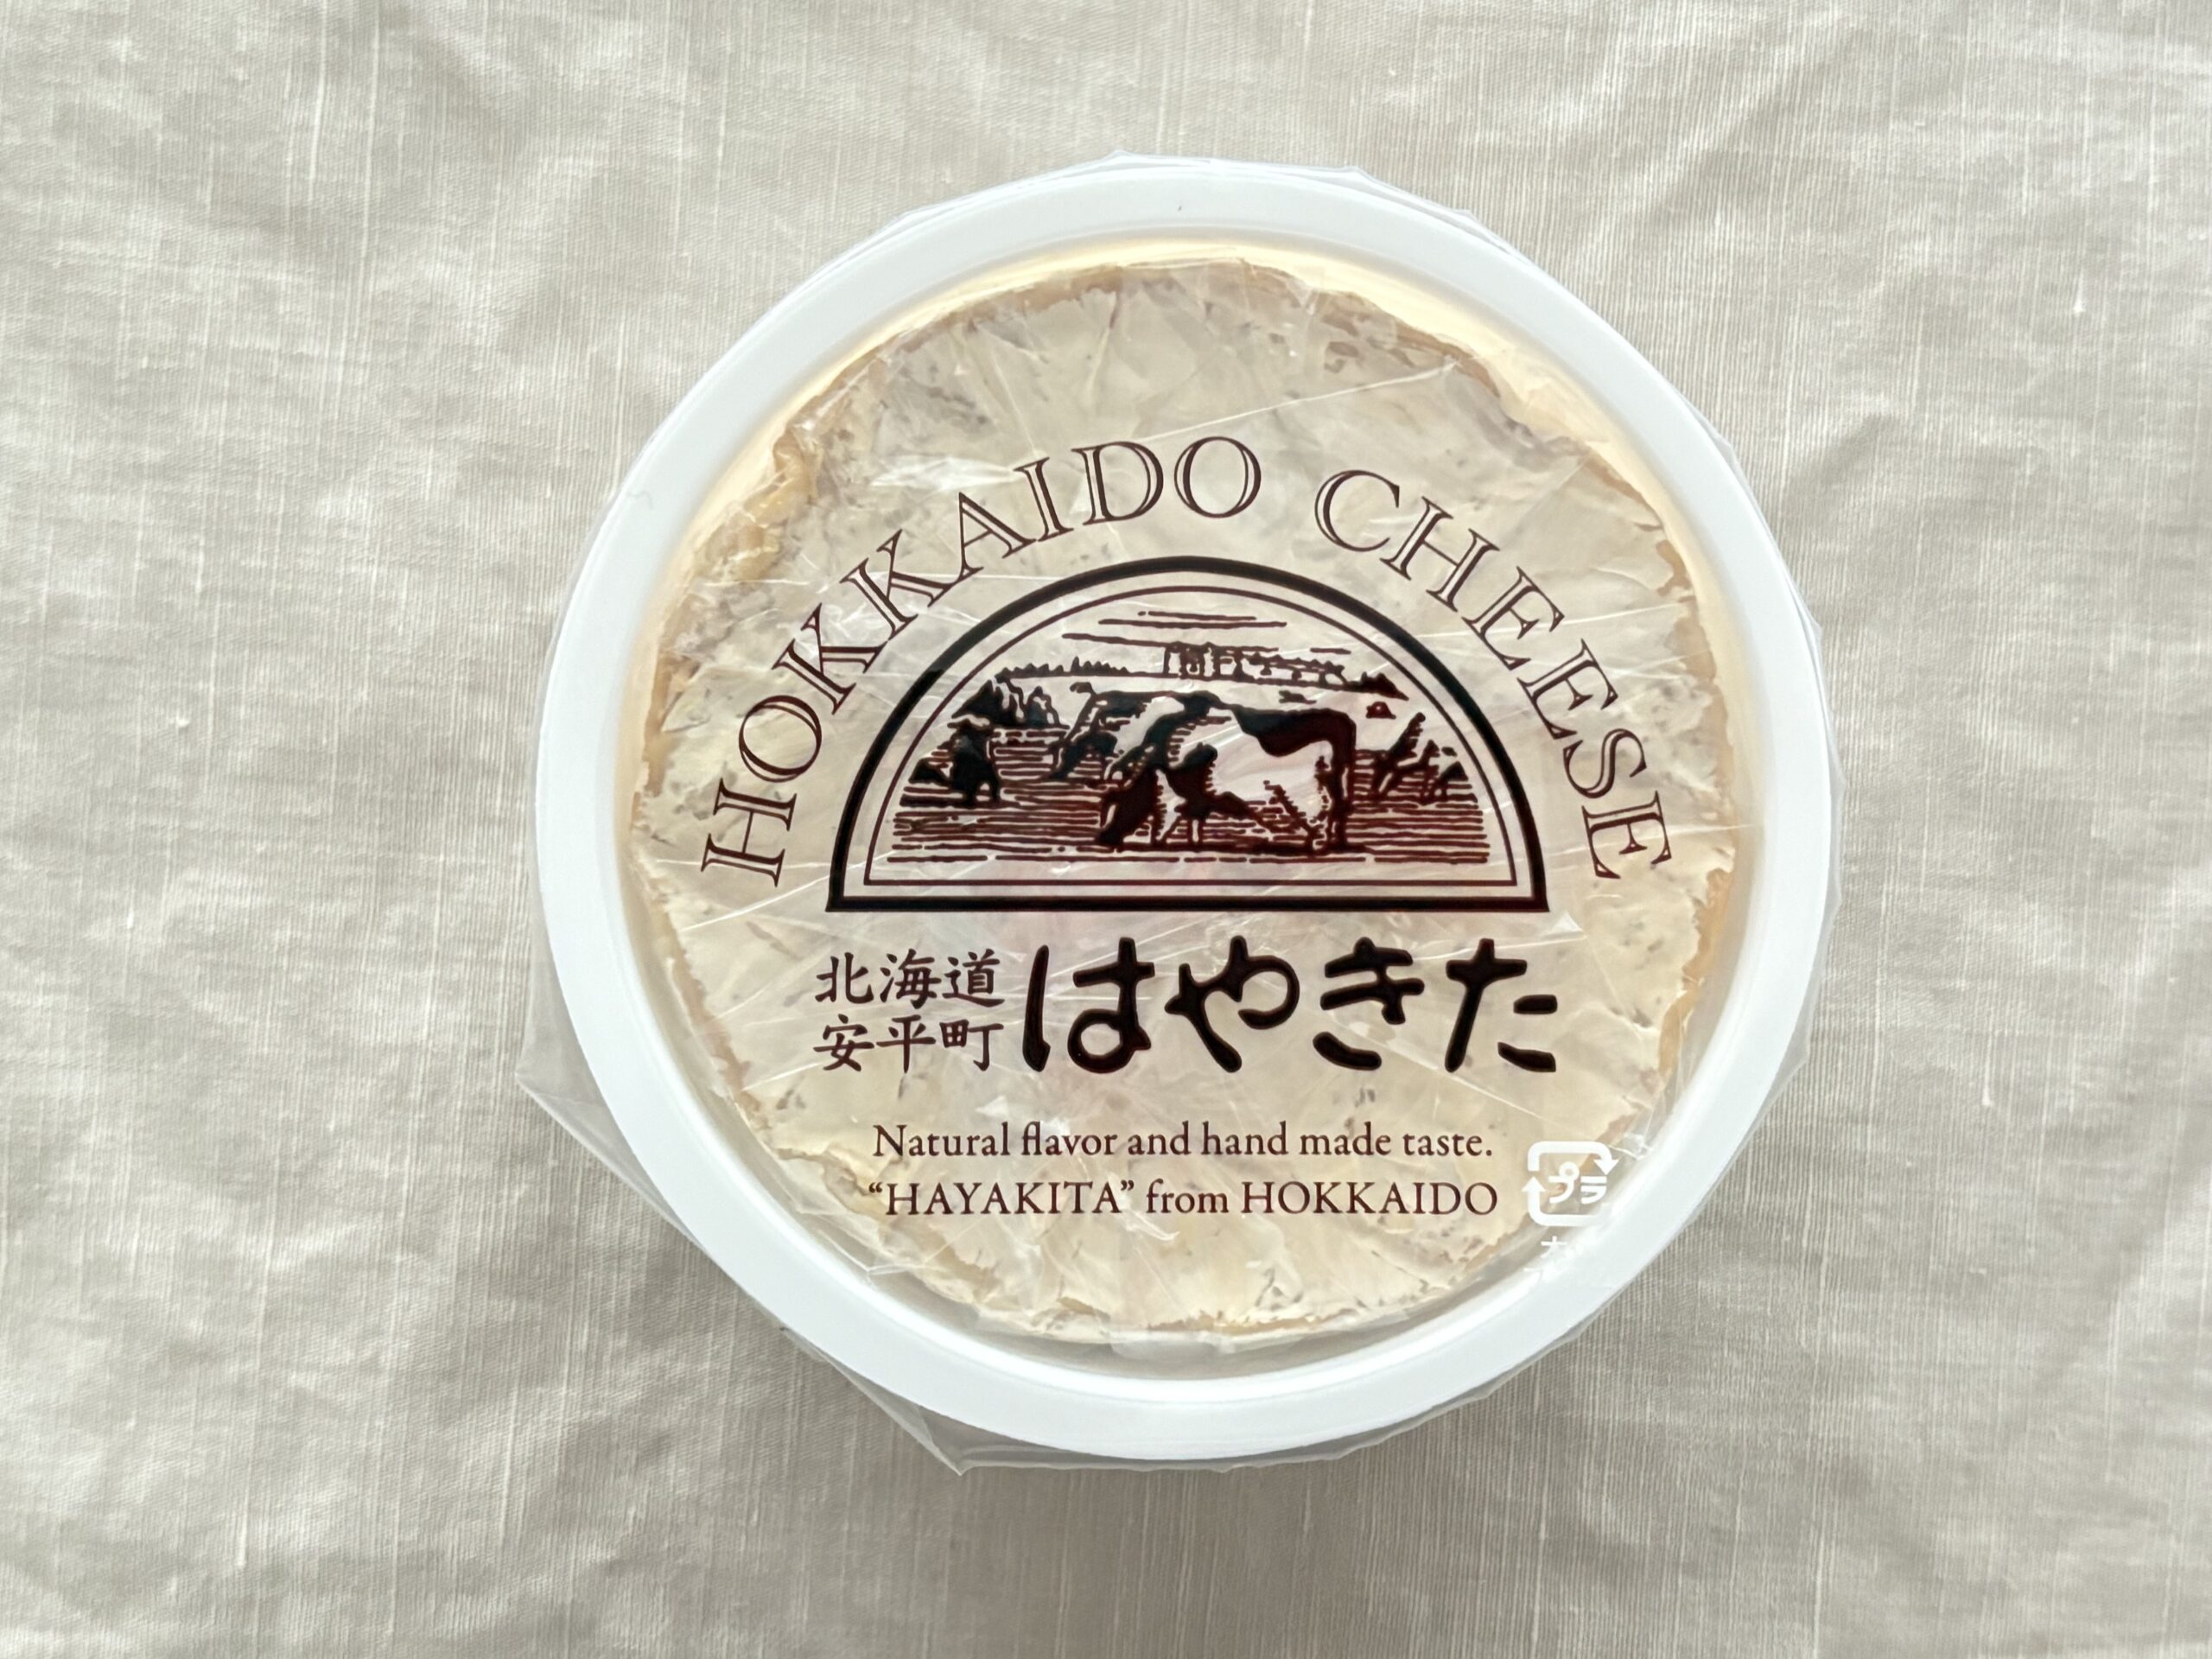 HOKKAIDO CHEESE
北海道
安平町
はやきた
Natural flavor and hand made taste.
“HAYAKITA” from HOKKAIDO
プラ